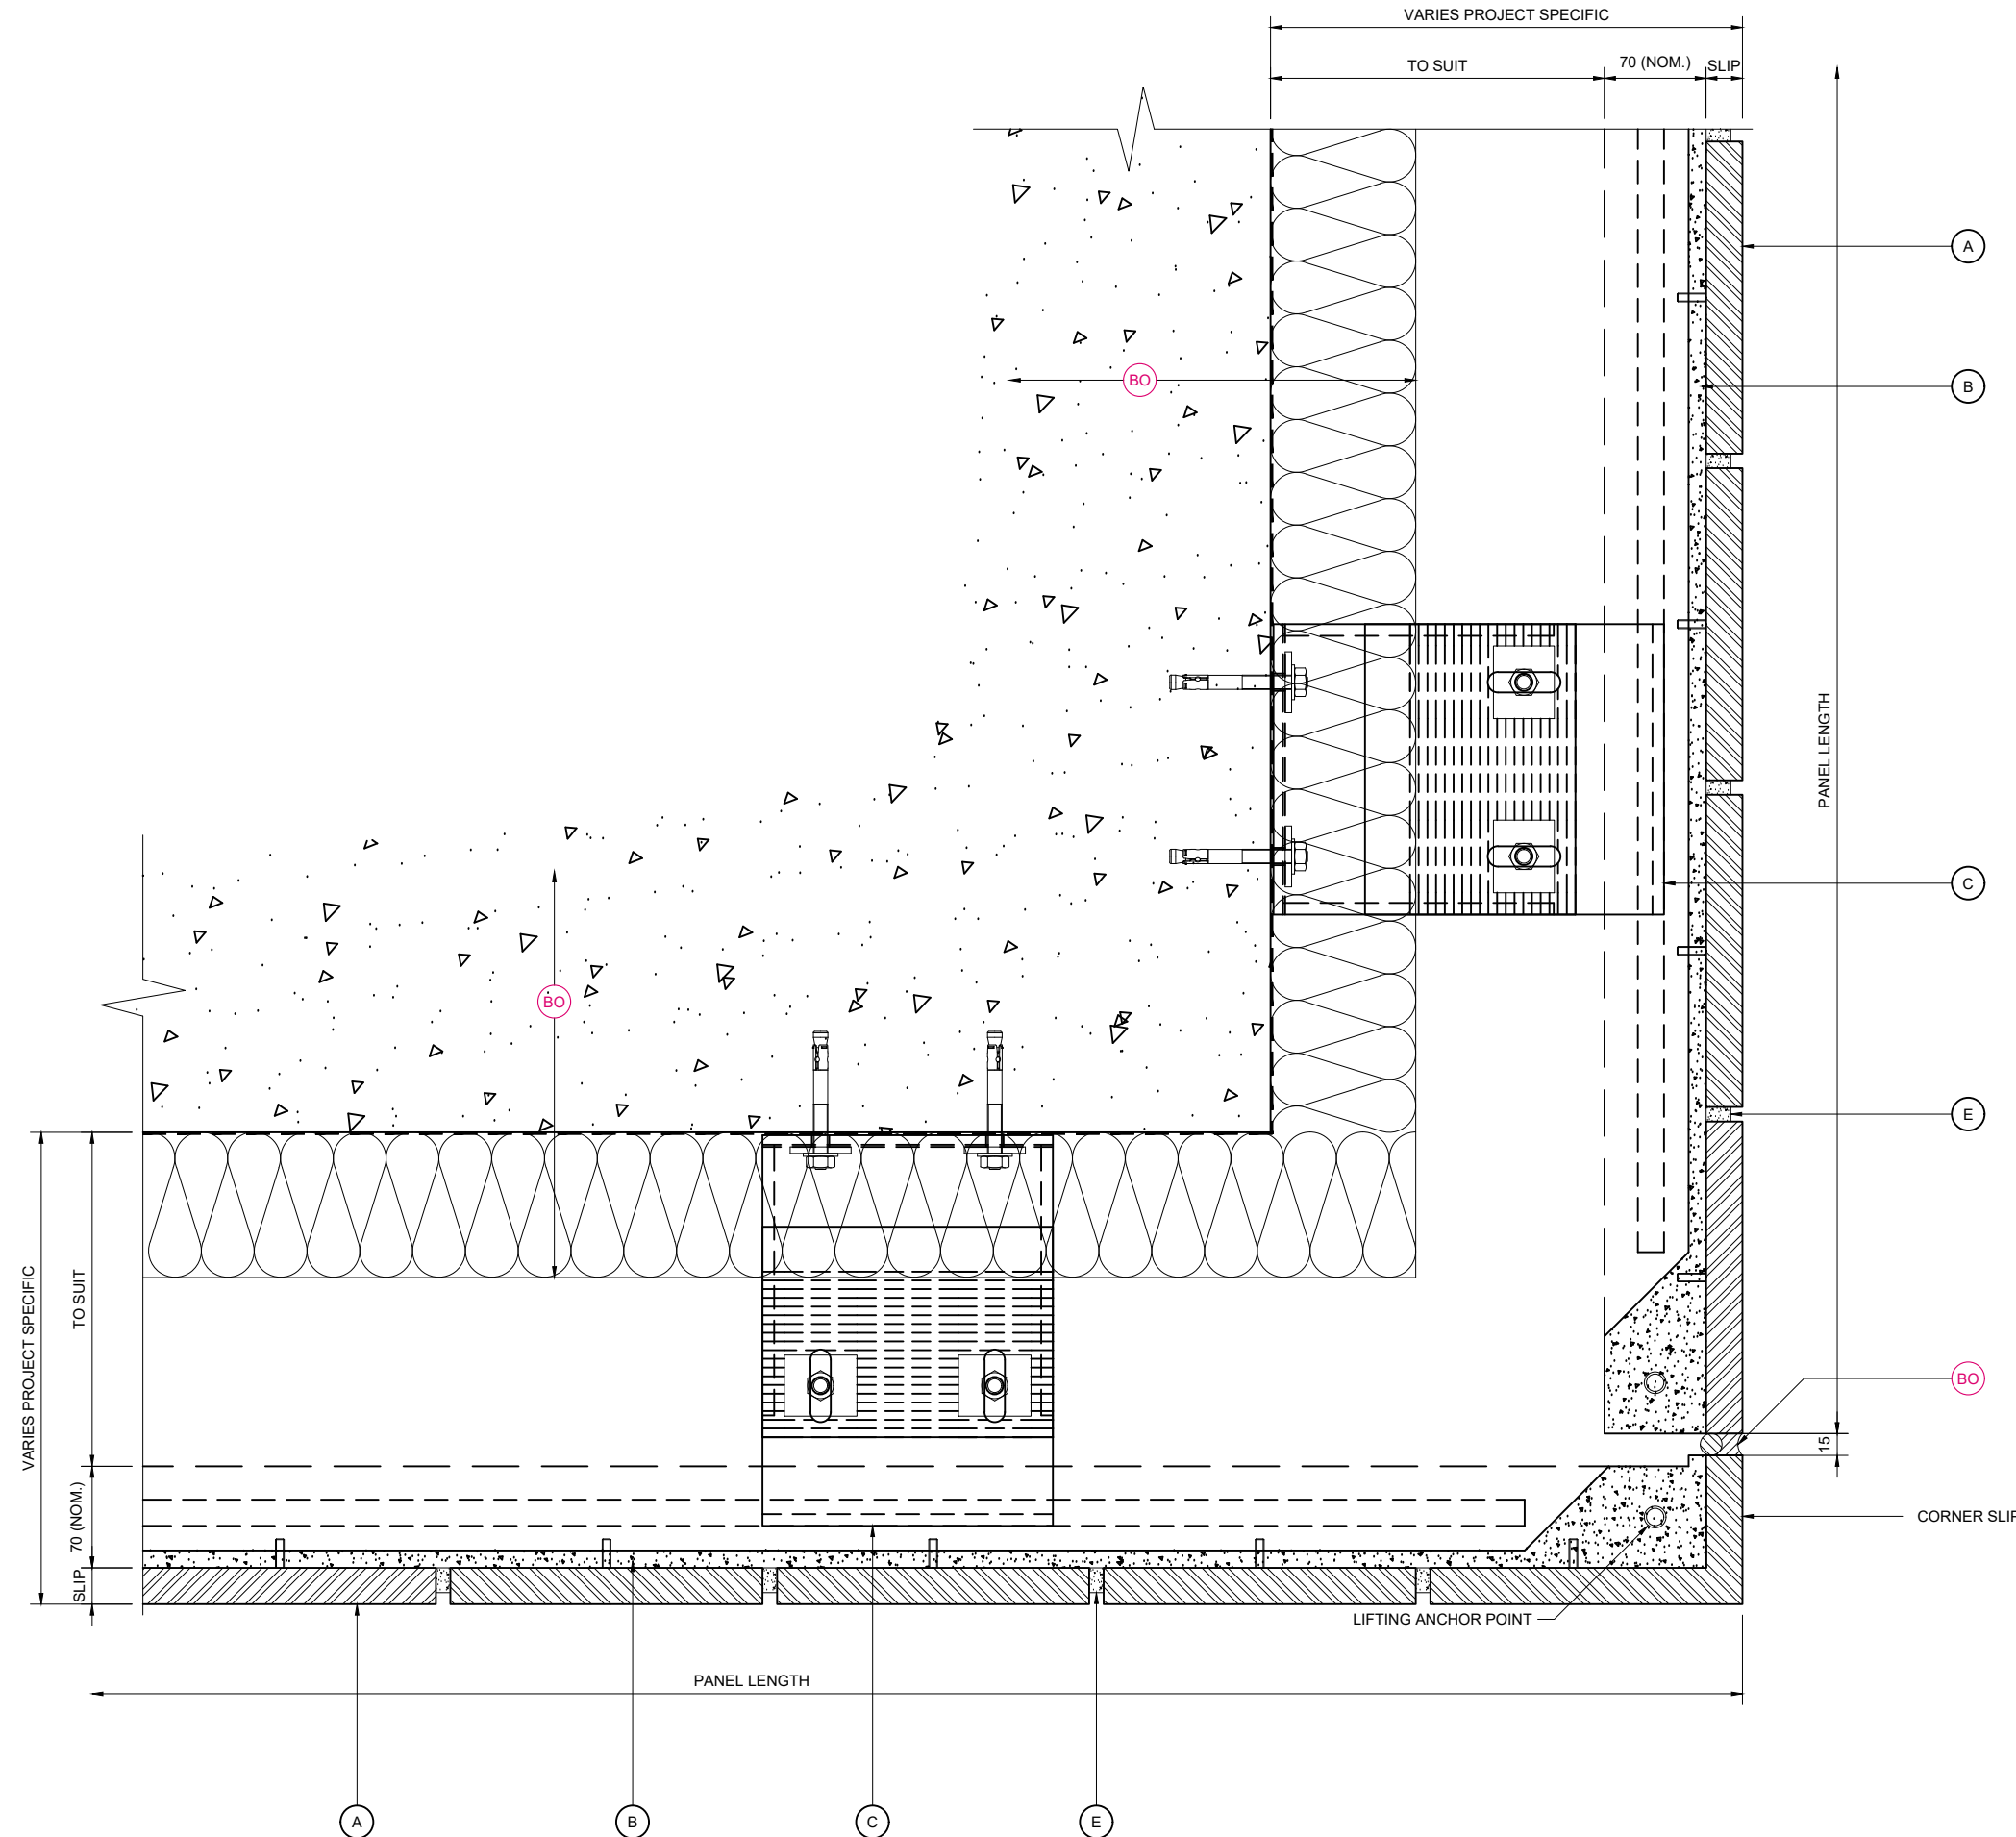 VARIES PROJECT SPECIFIC
TO SUIT
70 (NOM.)
SLIP
A
BO
B
PANEL LENGTH
C
BO
E
VARIES PROJECT SPECIFIC
TO SUIT
BO
15
70 (NOM.)
SLIP
CORNER SLIP
LIFTING ANCHOR POINT
PANEL LENGTH
A
B
C
E